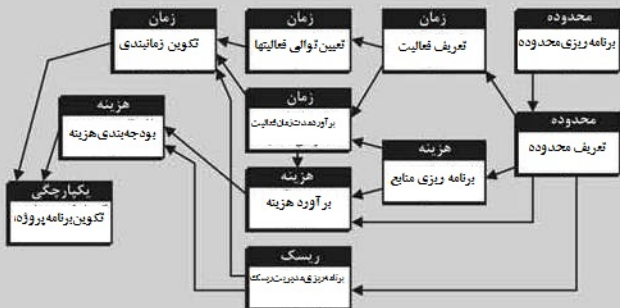 محدوده
برنامه ریزی محدوده
زمان
تعریف فعالیت
زمان
تعیین توالی فعالیتها
زمان
تکوین زمانبندی
محدوده
تعریف محدوده
هزینه
برنامه ریزی منابع
زمان
برآورد مدت زمان فعالیت
هزینه
بودجه بندی هزینه
هزینه
برآورد هزینه
یکپارچگی
تکوین برنامه پروژه
ریسک
برنامه ریزی مدیریت ریسک